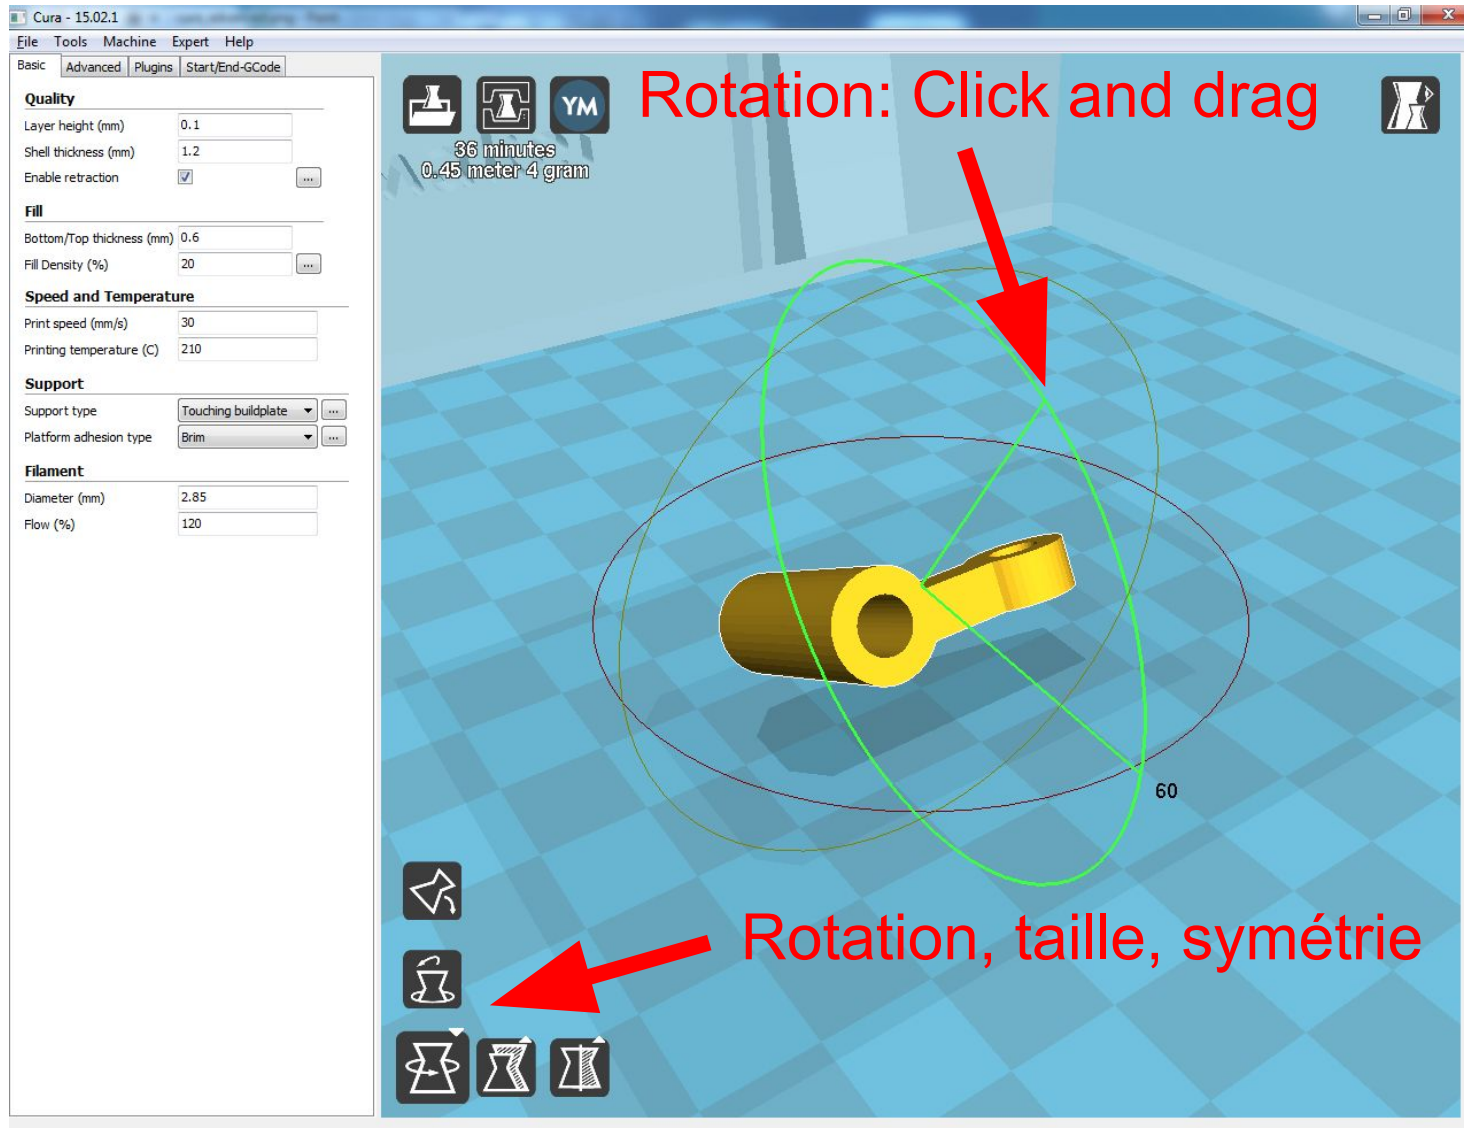 Cura - 15.02.1
File Tools Machine Expert Help
Basic Advanced Plugins Start/End-GCode
Quality
Layer height (mm) 0.1
Shell thickness (mm) 1.2
Enable retraction ...
Fill
Bottom/Top thickness (mm) 0.6
Fill Density (%) 20 ...
Speed and Temperature
Print speed (mm/s) 30
Printing temperature (C) 210
Support
Support type Touching buildplate ...
Platform adhesion type Brim ...
Filament
Diameter (mm) 2.85
Flow (%) 120
YM
Rotation: Click and drag
36 minutes
0.45 meter 4 gram
60
Rotation, taille, symétrie